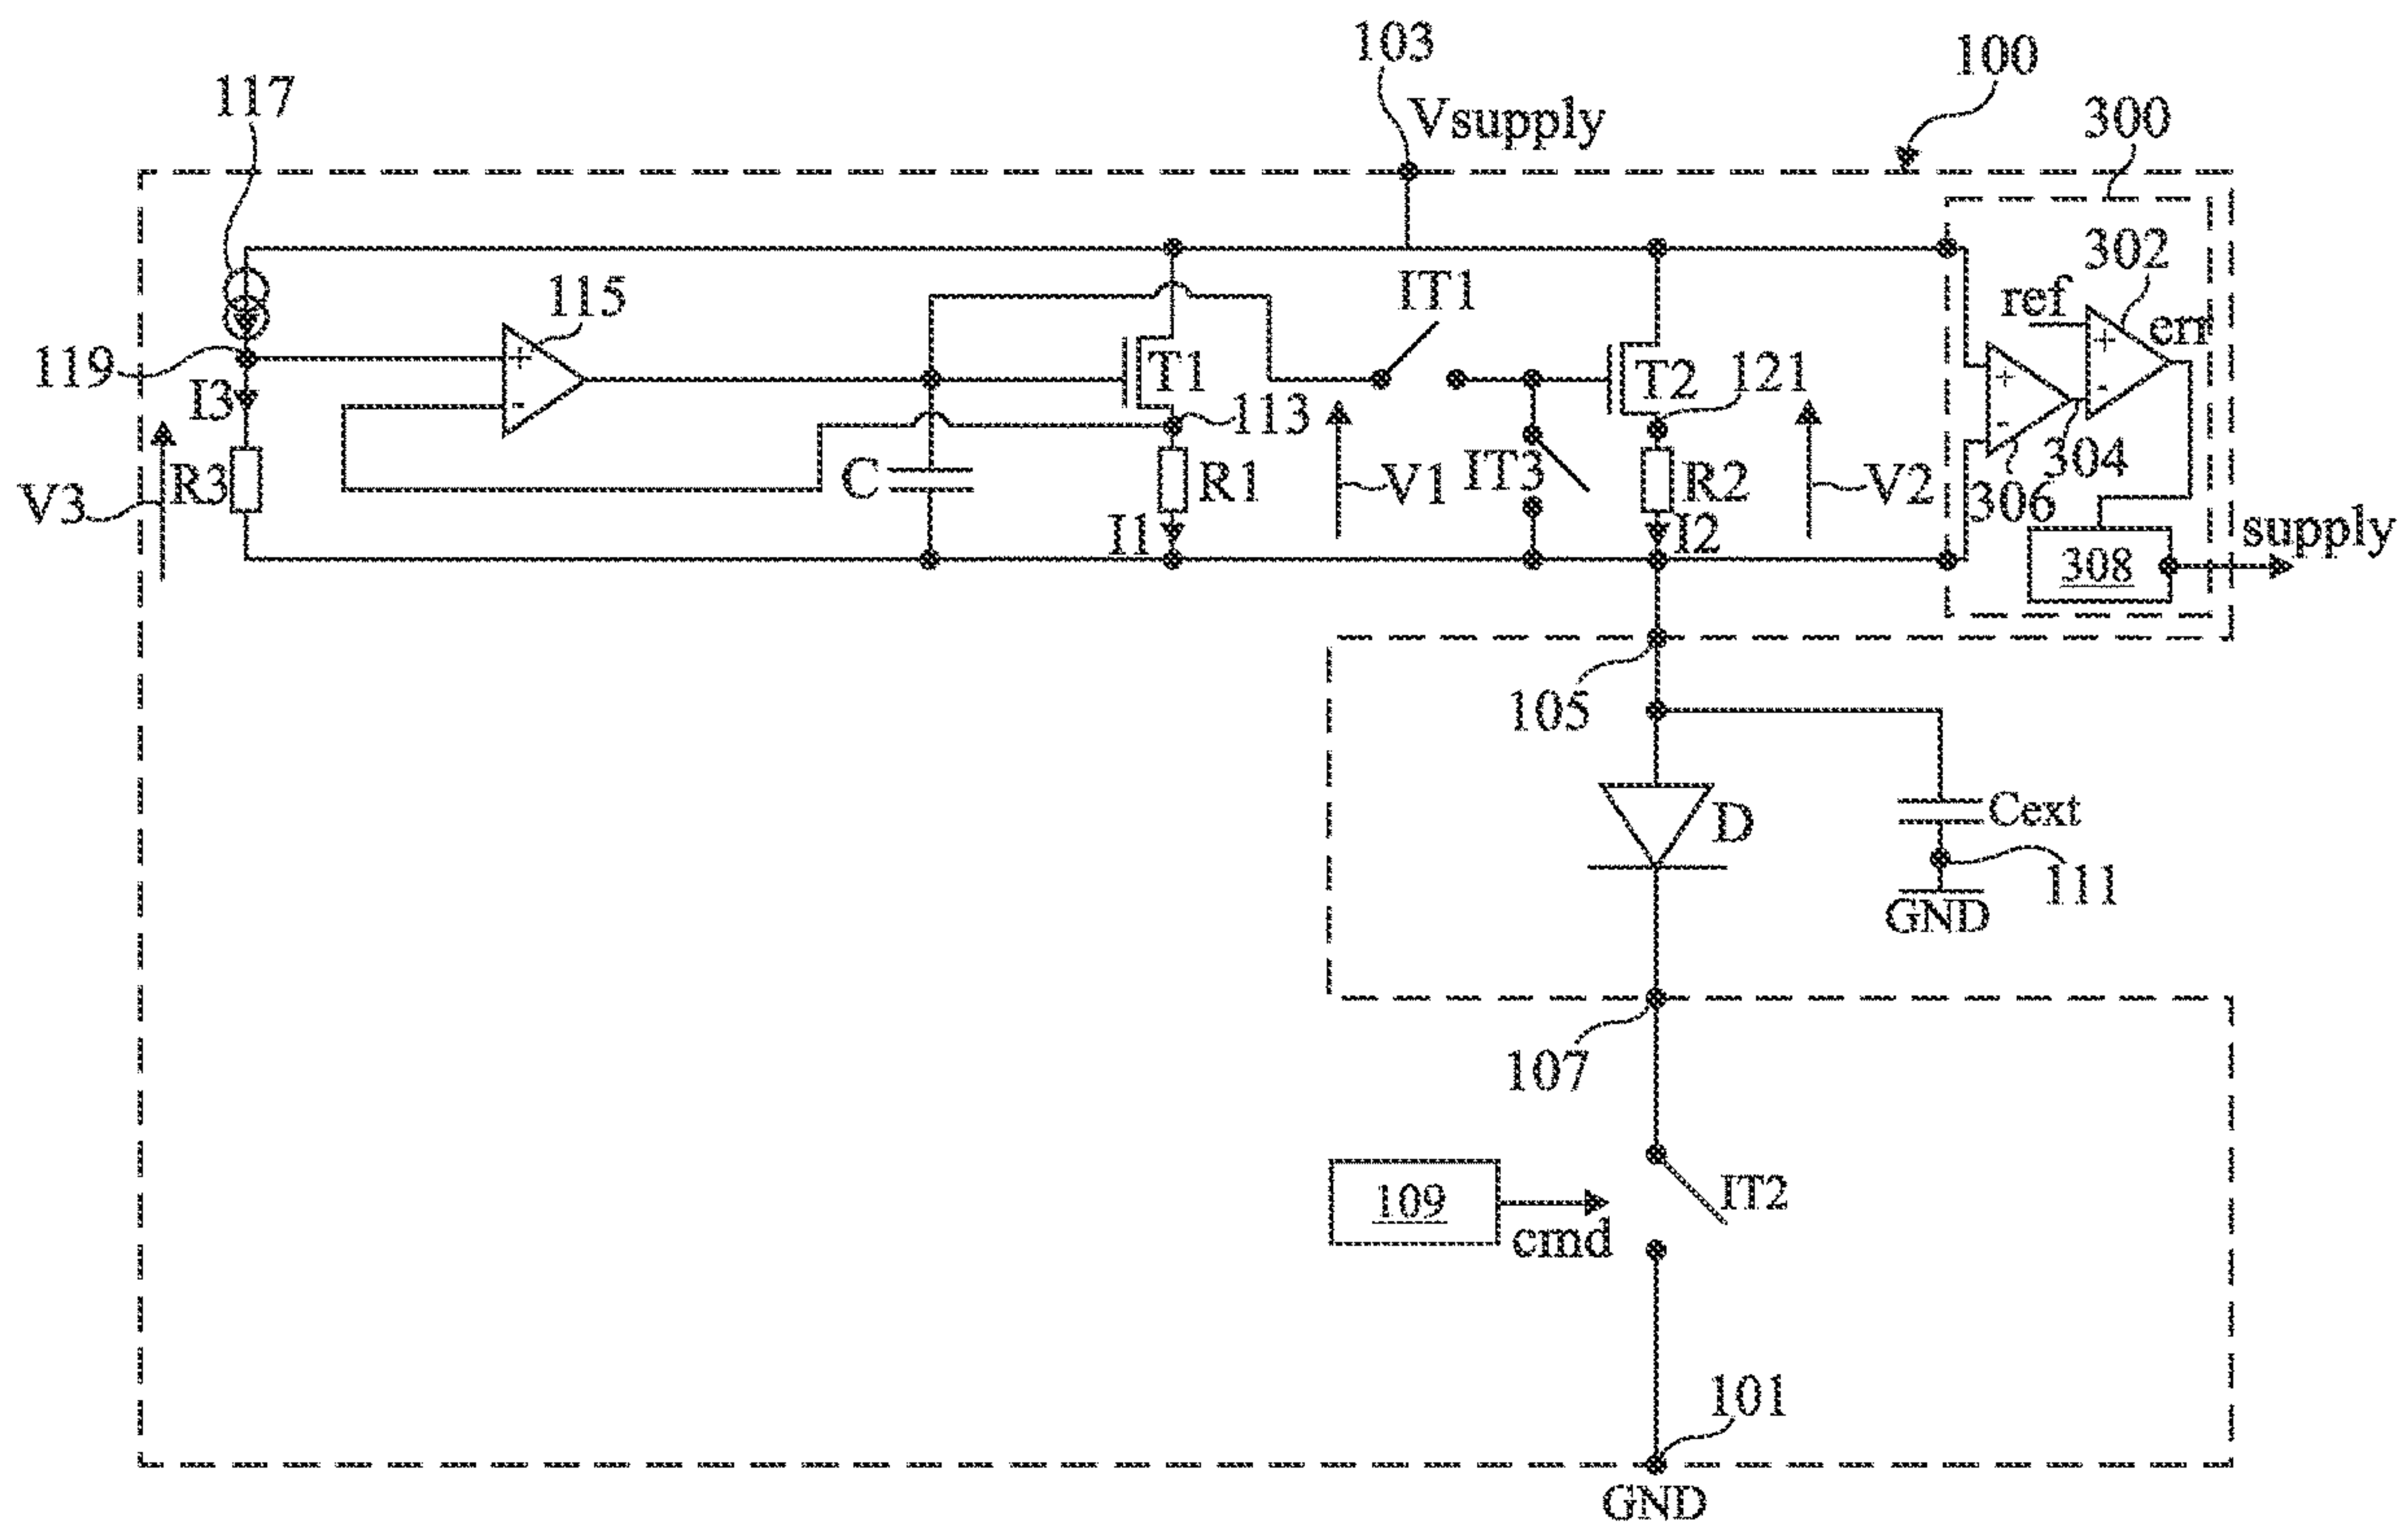 103
100
117
Vsupply
300
302
ref
+
err
-
115
IT1
119
+
-
I3
T1
T2
121
+
-
113
304
306
V3
R3
C
R1
V1
IT3
R2
V2
I1
I2
308
supply
105
D
Cext
111
GND
107
109
cmd
IT2
101
GND